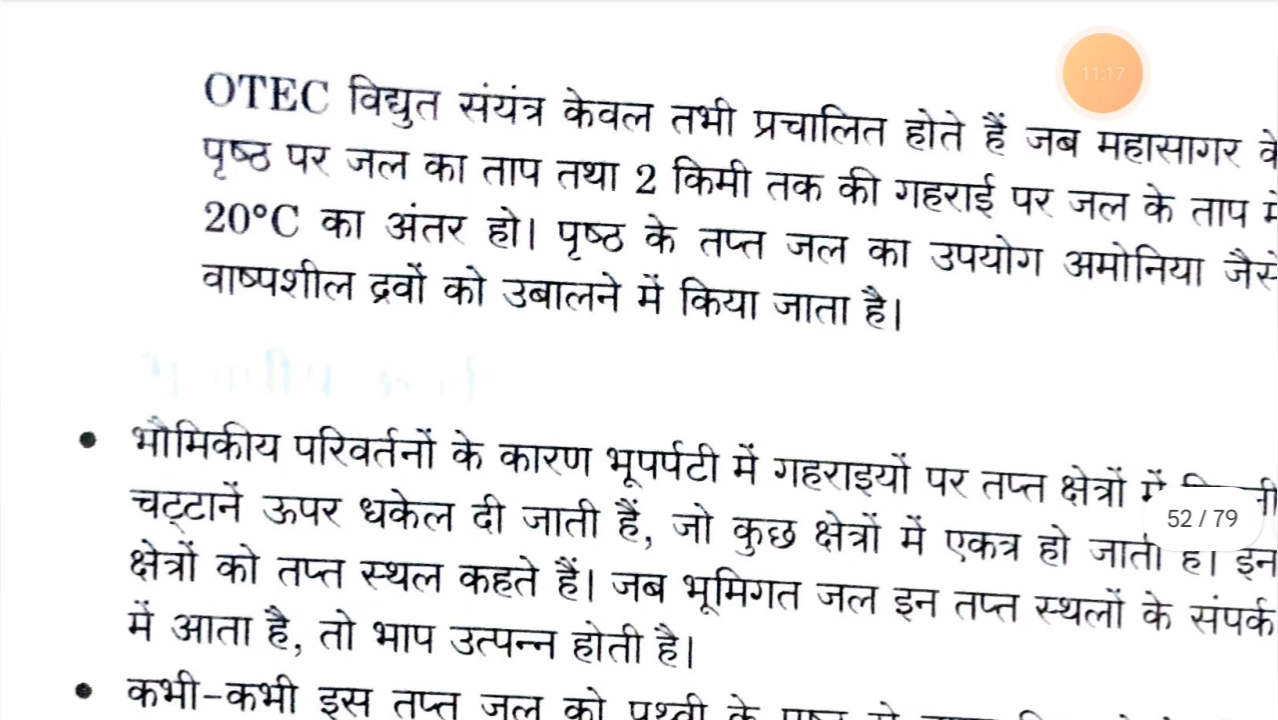 11:17
OTEC विद्युत संयंत्र केवल तभी प्रचालित होते हैं जब महासागर के
पृष्ठ पर जल का ताप तथा 2 किमी तक की गहराई पर जल के ताप में
20°C का अंतर हो। पृष्ठ के तप्त जल का उपयोग अमोनिया जैसे
वाष्पशील द्रवों को उबालने में किया जाता है।
• भौमिकीय परिवर्तनों के कारण भूपर्पटी में गहराइयों पर तप्त क्षेत्रों में
52 / 79
चट्टानें ऊपर धकेल दी जाती हैं, जो कुछ क्षेत्रों में एकत्र हो जाती हैं। इन
क्षेत्रों को तप्त स्थल कहते हैं। जब भूमिगत जल इन तप्त स्थलों के संपर्क
में आता है, तो भाप उत्पन्न होती है।
• कभी-कभी इस तप्त जल को पृथ्वी के पृष्ठ से